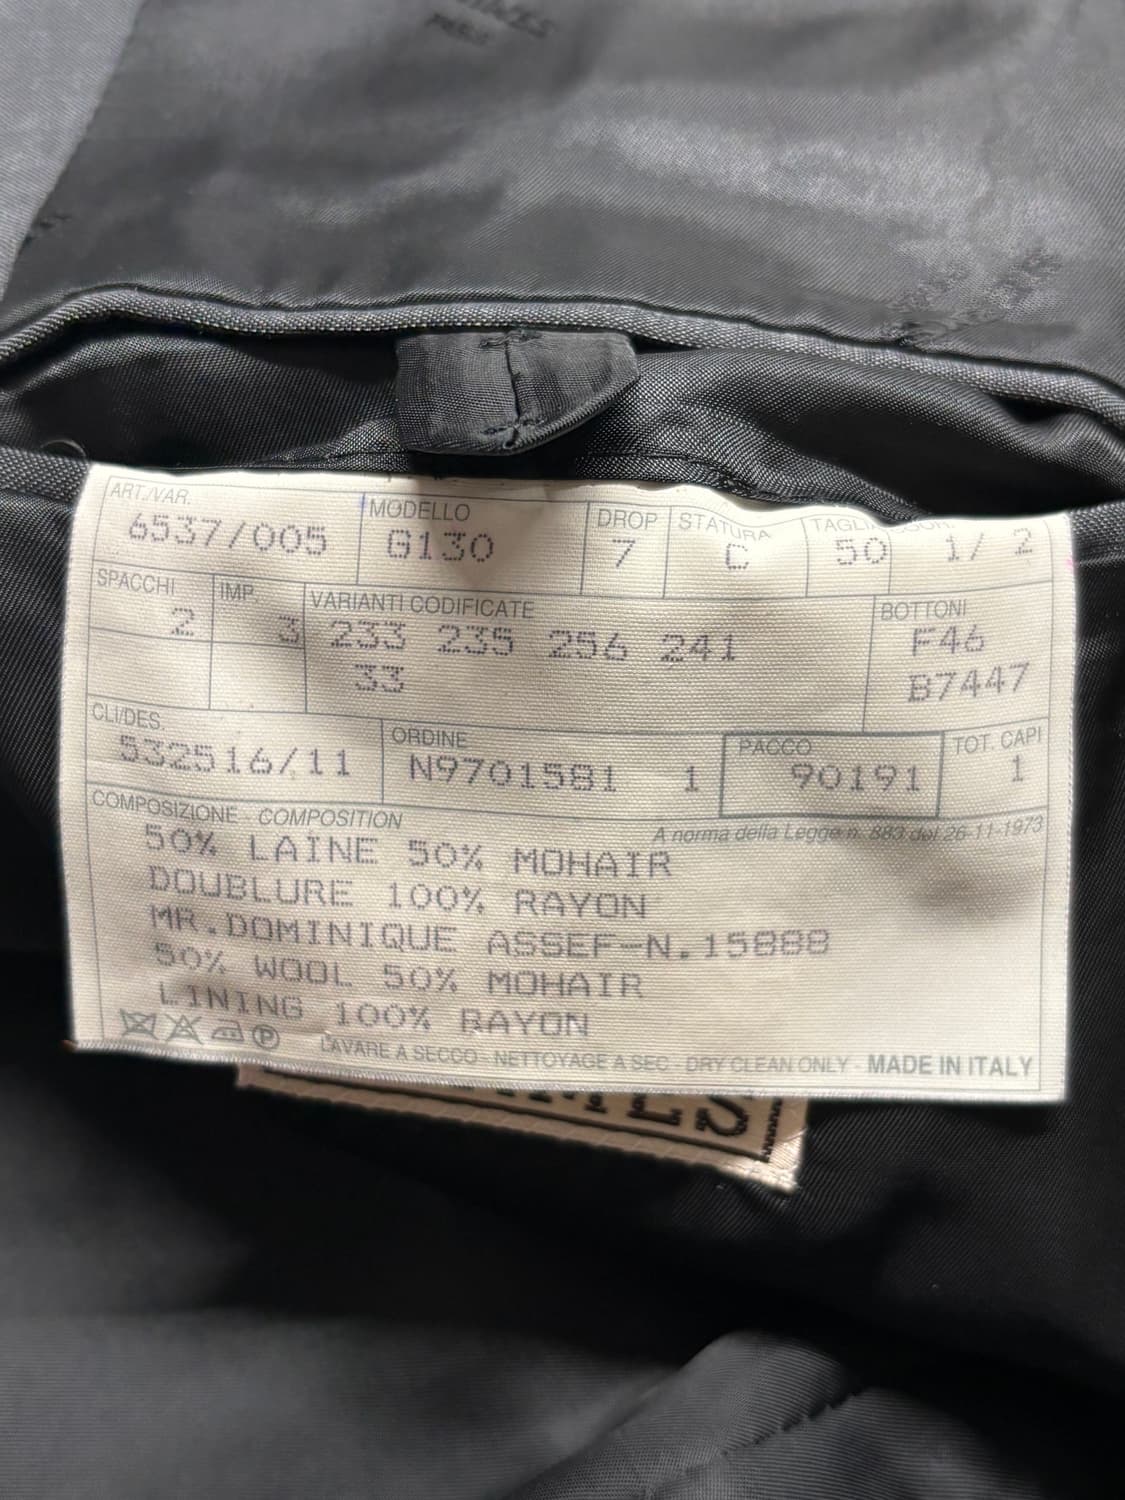 ART./VAR. MODELLO DROP STATURA
6537/005 G130 7 C 50 1/ 2
SPACCHI IMP. VARIANTI CODIFICATE BOTTONI
2 3 233 235 256 241 F46
33 B7447
CLI/DES. ORDINE PACCO TOT. CAPI
532516/11 N9701581 1 90191 1
COMPOSIZIONE - COMPOSITION A norma della Legge n. 883 del 26-11-1973
50% LAINE 50% MOHAIR
DOUBLURE 100% RAYON
MR.DOMINIQUE ASSEF-N.15888
50% WOOL 50% MOHAIR
LINING 100% RAYON
LAVARE A SECCO - NETTOYAGE A SEC - DRY CLEAN ONLY - MADE IN ITALY